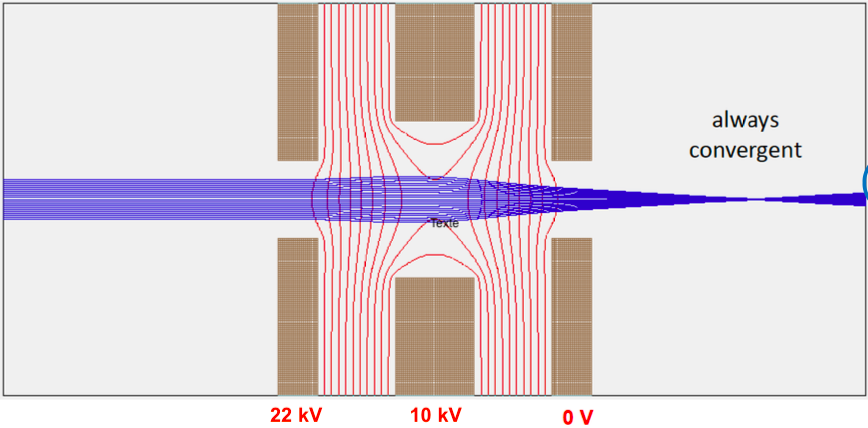 always
convergent
Texte
22 kV
10 kV
0 V